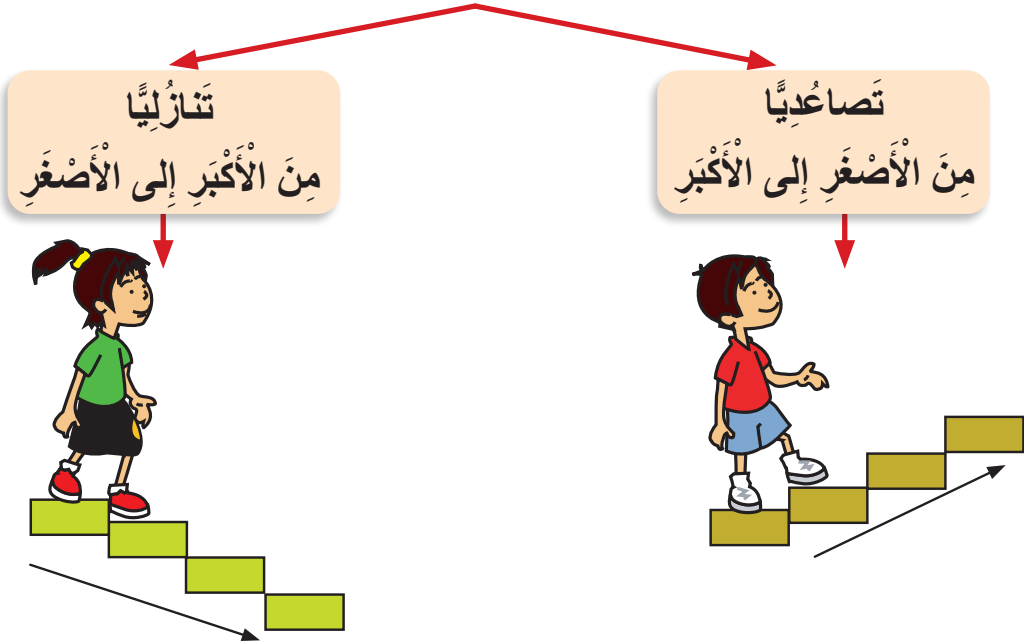 تَصاعُدِيًّا
مِنَ الْأَصْغَرِ إِلى الْأَكْبَرِ
تَنازُلِيًّا
مِنَ الْأَكْبَرِ إِلى الْأَصْغَرِ